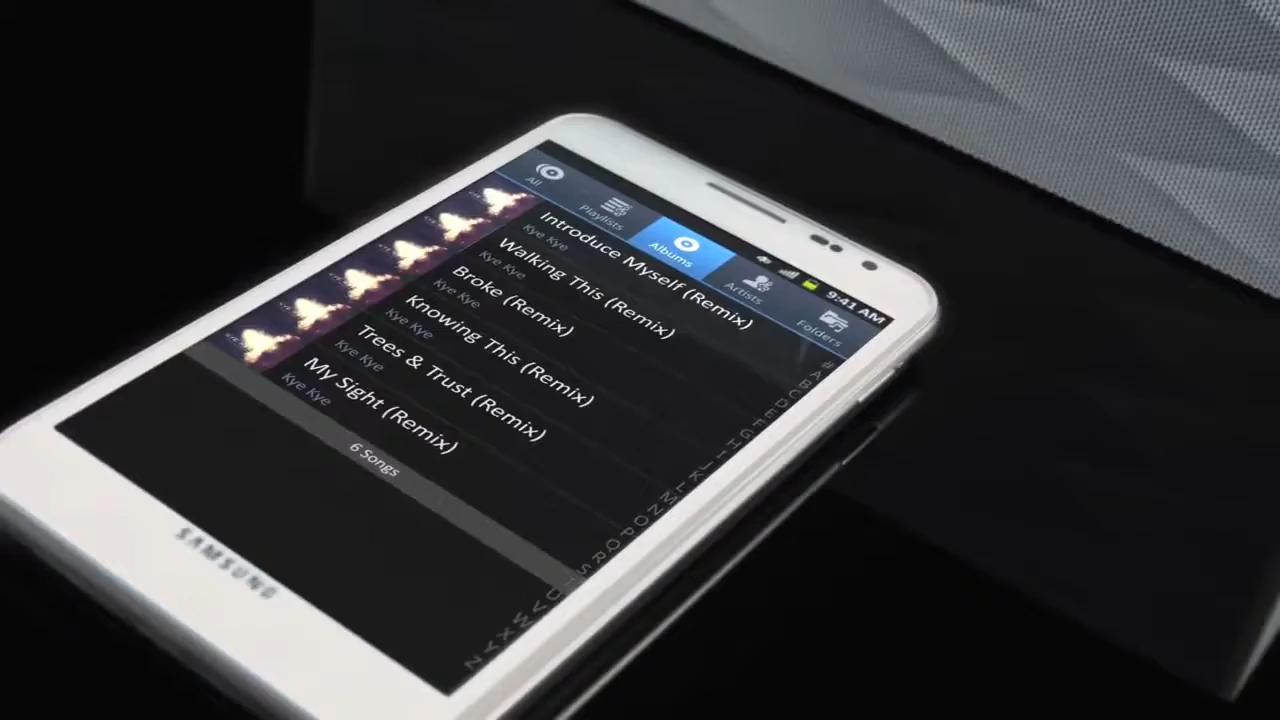 9:41 AM
All
Playlists
Albums
Artists
Folders
Introduce Myself (Remix)
Kye Kye
Walking This (Remix)
Kye Kye
Broke (Remix)
Kye Kye
Knowing This (Remix)
Kye Kye
Trees & Trust (Remix)
Kye Kye
My Sight (Remix)
Kye Kye
6 Songs
#
A
B
C
D
E
F
G
H
I
J
K
L
M
N
O
P
Q
R
S
T
U
V
W
X
Y
Z
SAMSUNG